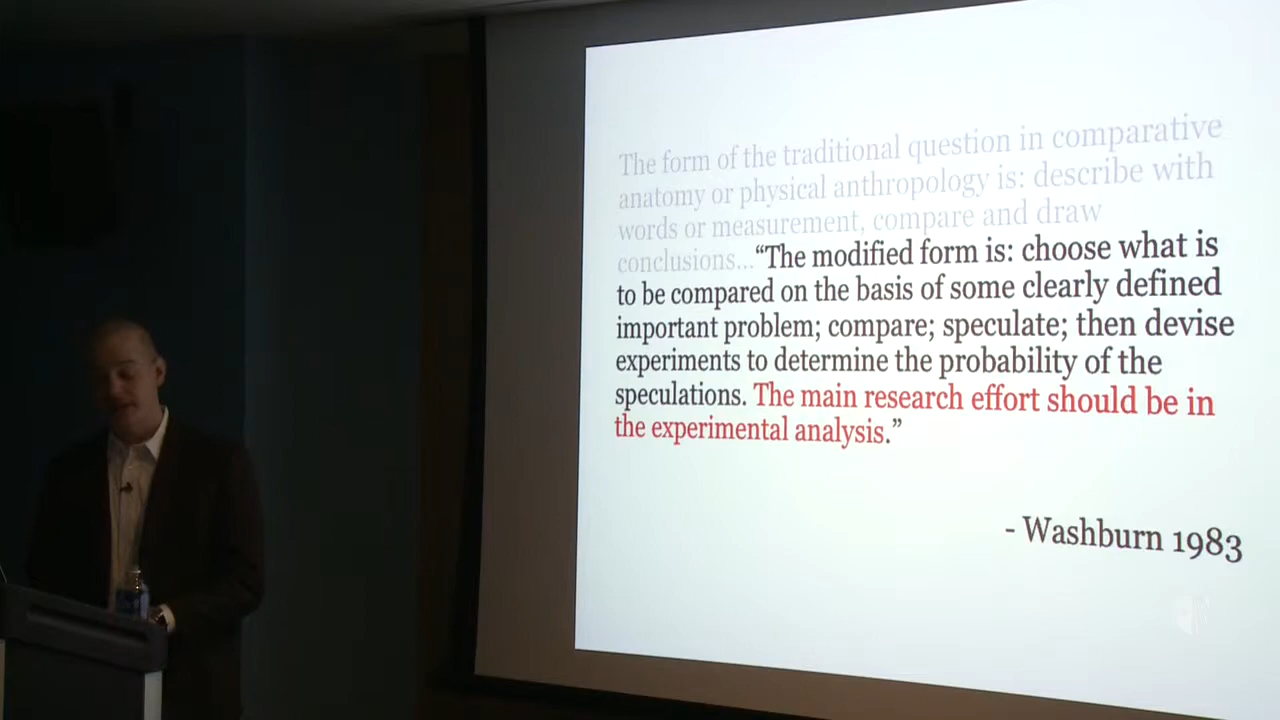 The form of the traditional question in comparative
anatomy or physical anthropology is: describe with
words or measurement, compare and draw
conclusions...“The modified form is: choose what is
to be compared on the basis of some clearly defined
important problem; compare; speculate; then devise
experiments to determine the probability of the
speculations. The main research effort should be in
the experimental analysis.”
- Washburn 1983